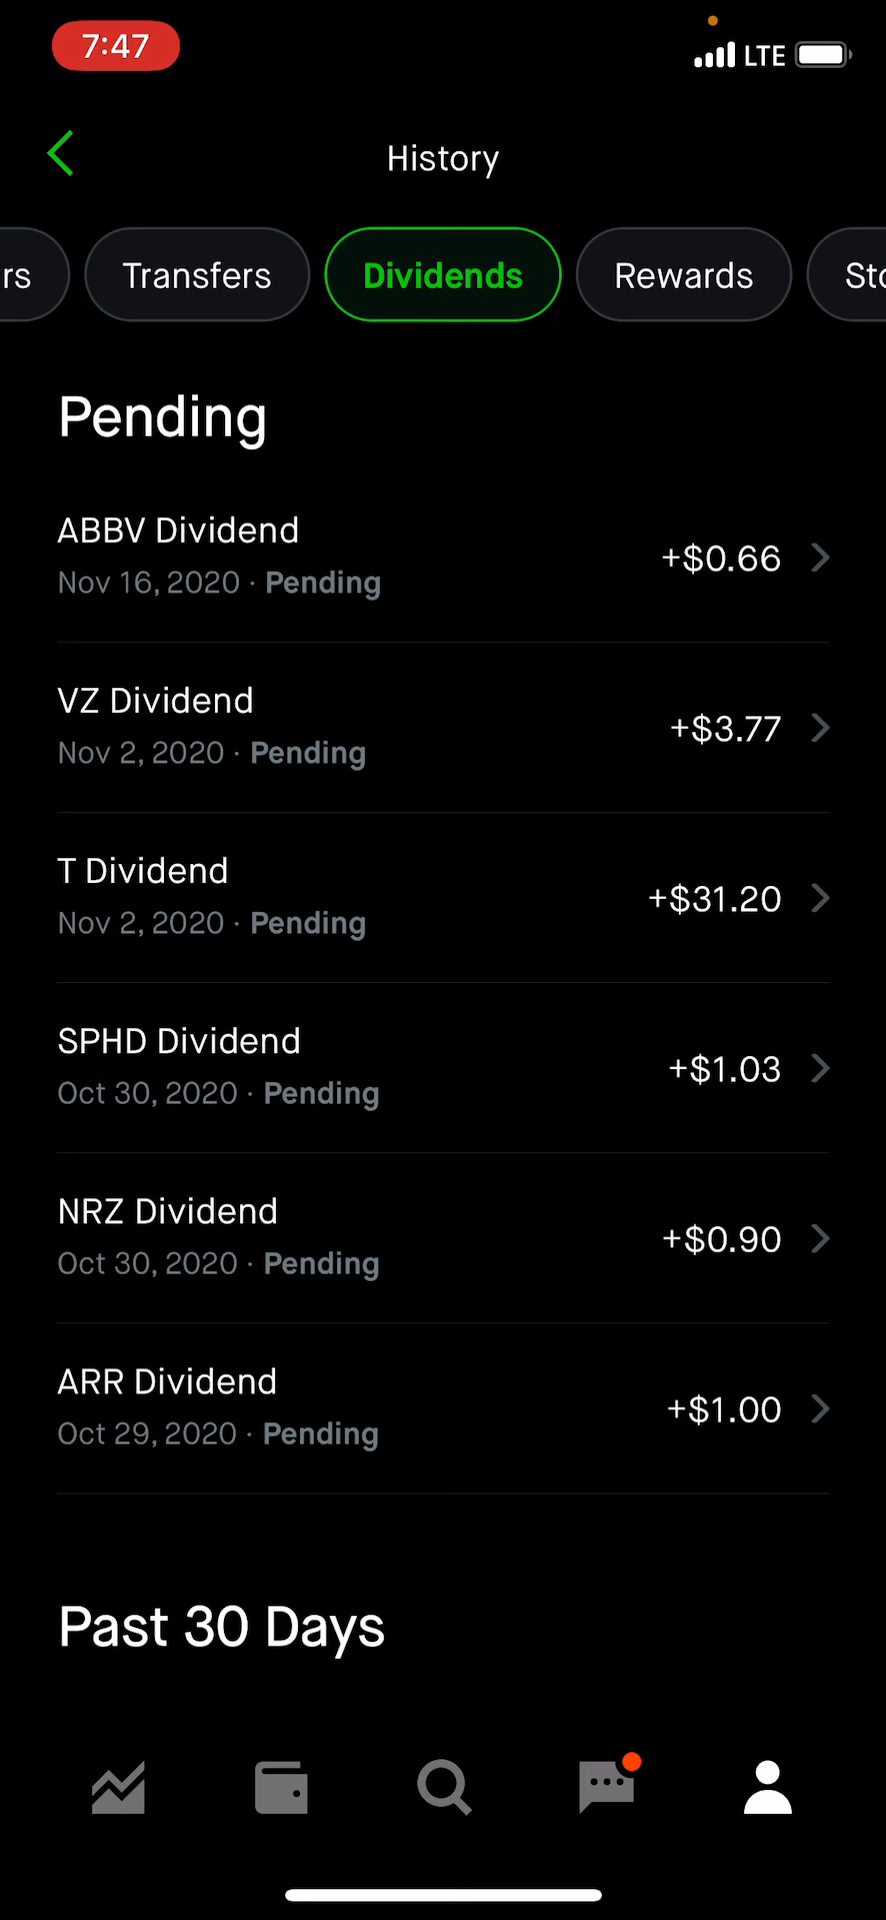 7:47
LTE
History
rs
Transfers
Dividends
Rewards
Sto
Pending
ABBV Dividend
+$0.66
Nov 16, 2020 · Pending
VZ Dividend
+$3.77
Nov 2, 2020 · Pending
T Dividend
+$31.20
Nov 2, 2020 · Pending
SPHD Dividend
+$1.03
Oct 30, 2020 · Pending
NRZ Dividend
+$0.90
Oct 30, 2020 · Pending
ARR Dividend
+$1.00
Oct 29, 2020 · Pending
Past 30 Days